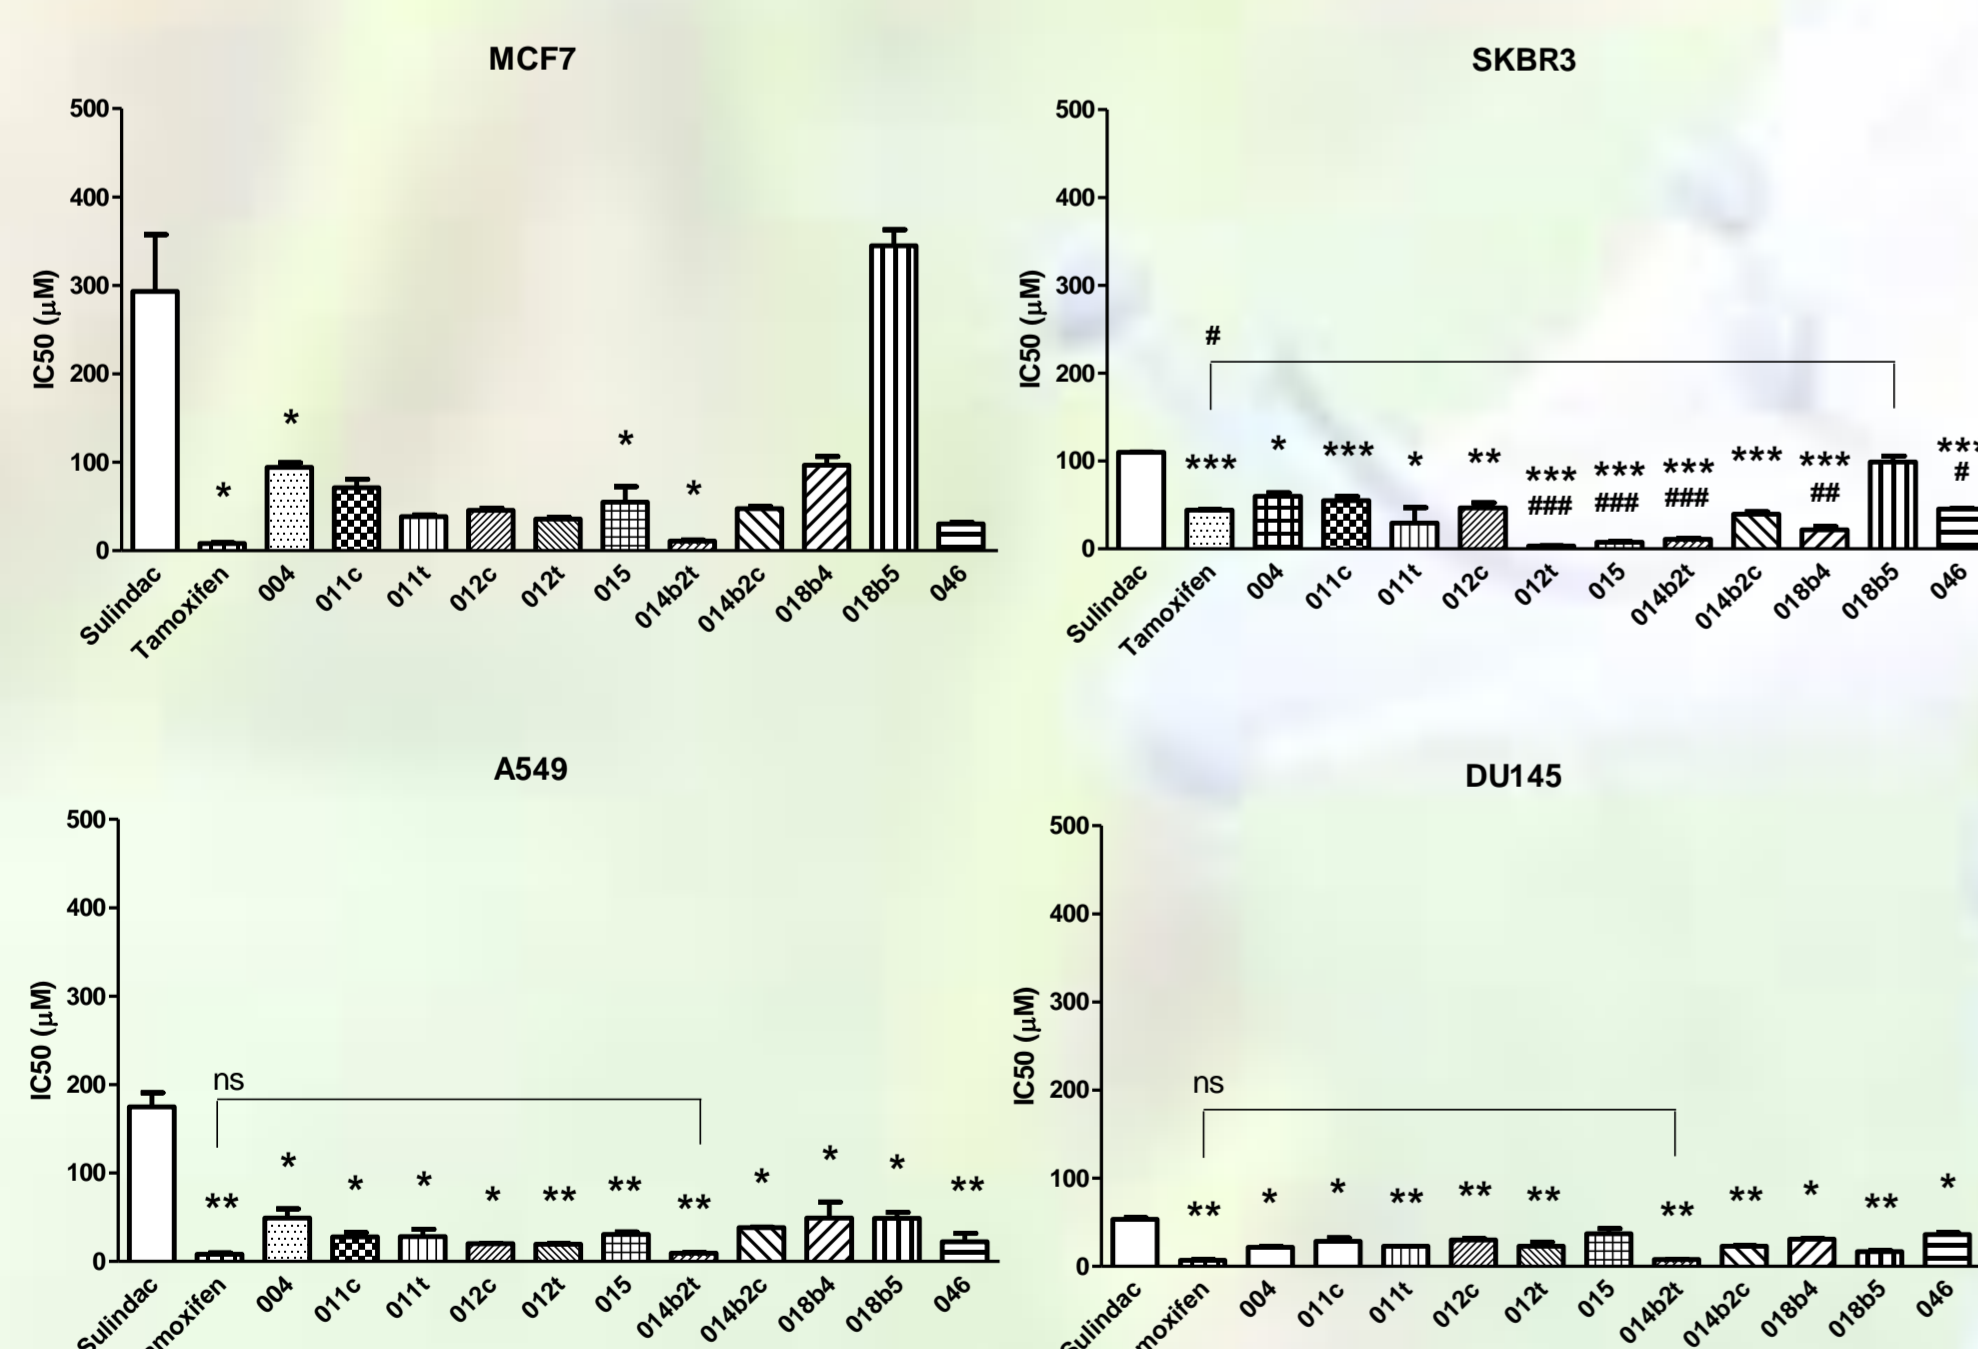 MCF7
500
400
300
200
100
0
IC50 (µM)
*
*
*
*
Sulindac
Tamoxifen
004
011c
011t
012c
012t
015
014b2t
014b2c
018b4
018b5
046
SKBR3
500
400
300
200
100
0
IC50 (µM)
#
***
*
***
*
**
***
###
***
###
***
###
***
***
##
***
#
Sulindac
Tamoxifen
004
011c
011t
012c
012t
015
014b2t
014b2c
018b4
018b5
046
A549
500
400
300
200
100
0
IC50 (µM)
ns
**
*
*
*
*
**
**
**
*
*
*
**
Sulindac
amoxifen
004
011c
011t
012c
012t
015
014b2t
014b2c
018b4
018b5
046
DU145
500
400
300
200
100
0
IC50 (µM)
ns
**
*
*
**
**
**
**
**
*
**
*
Sulindac
moxifen
004
011c
011t
012c
012t
015
014b2t
014b2c
018b4
018b5
046